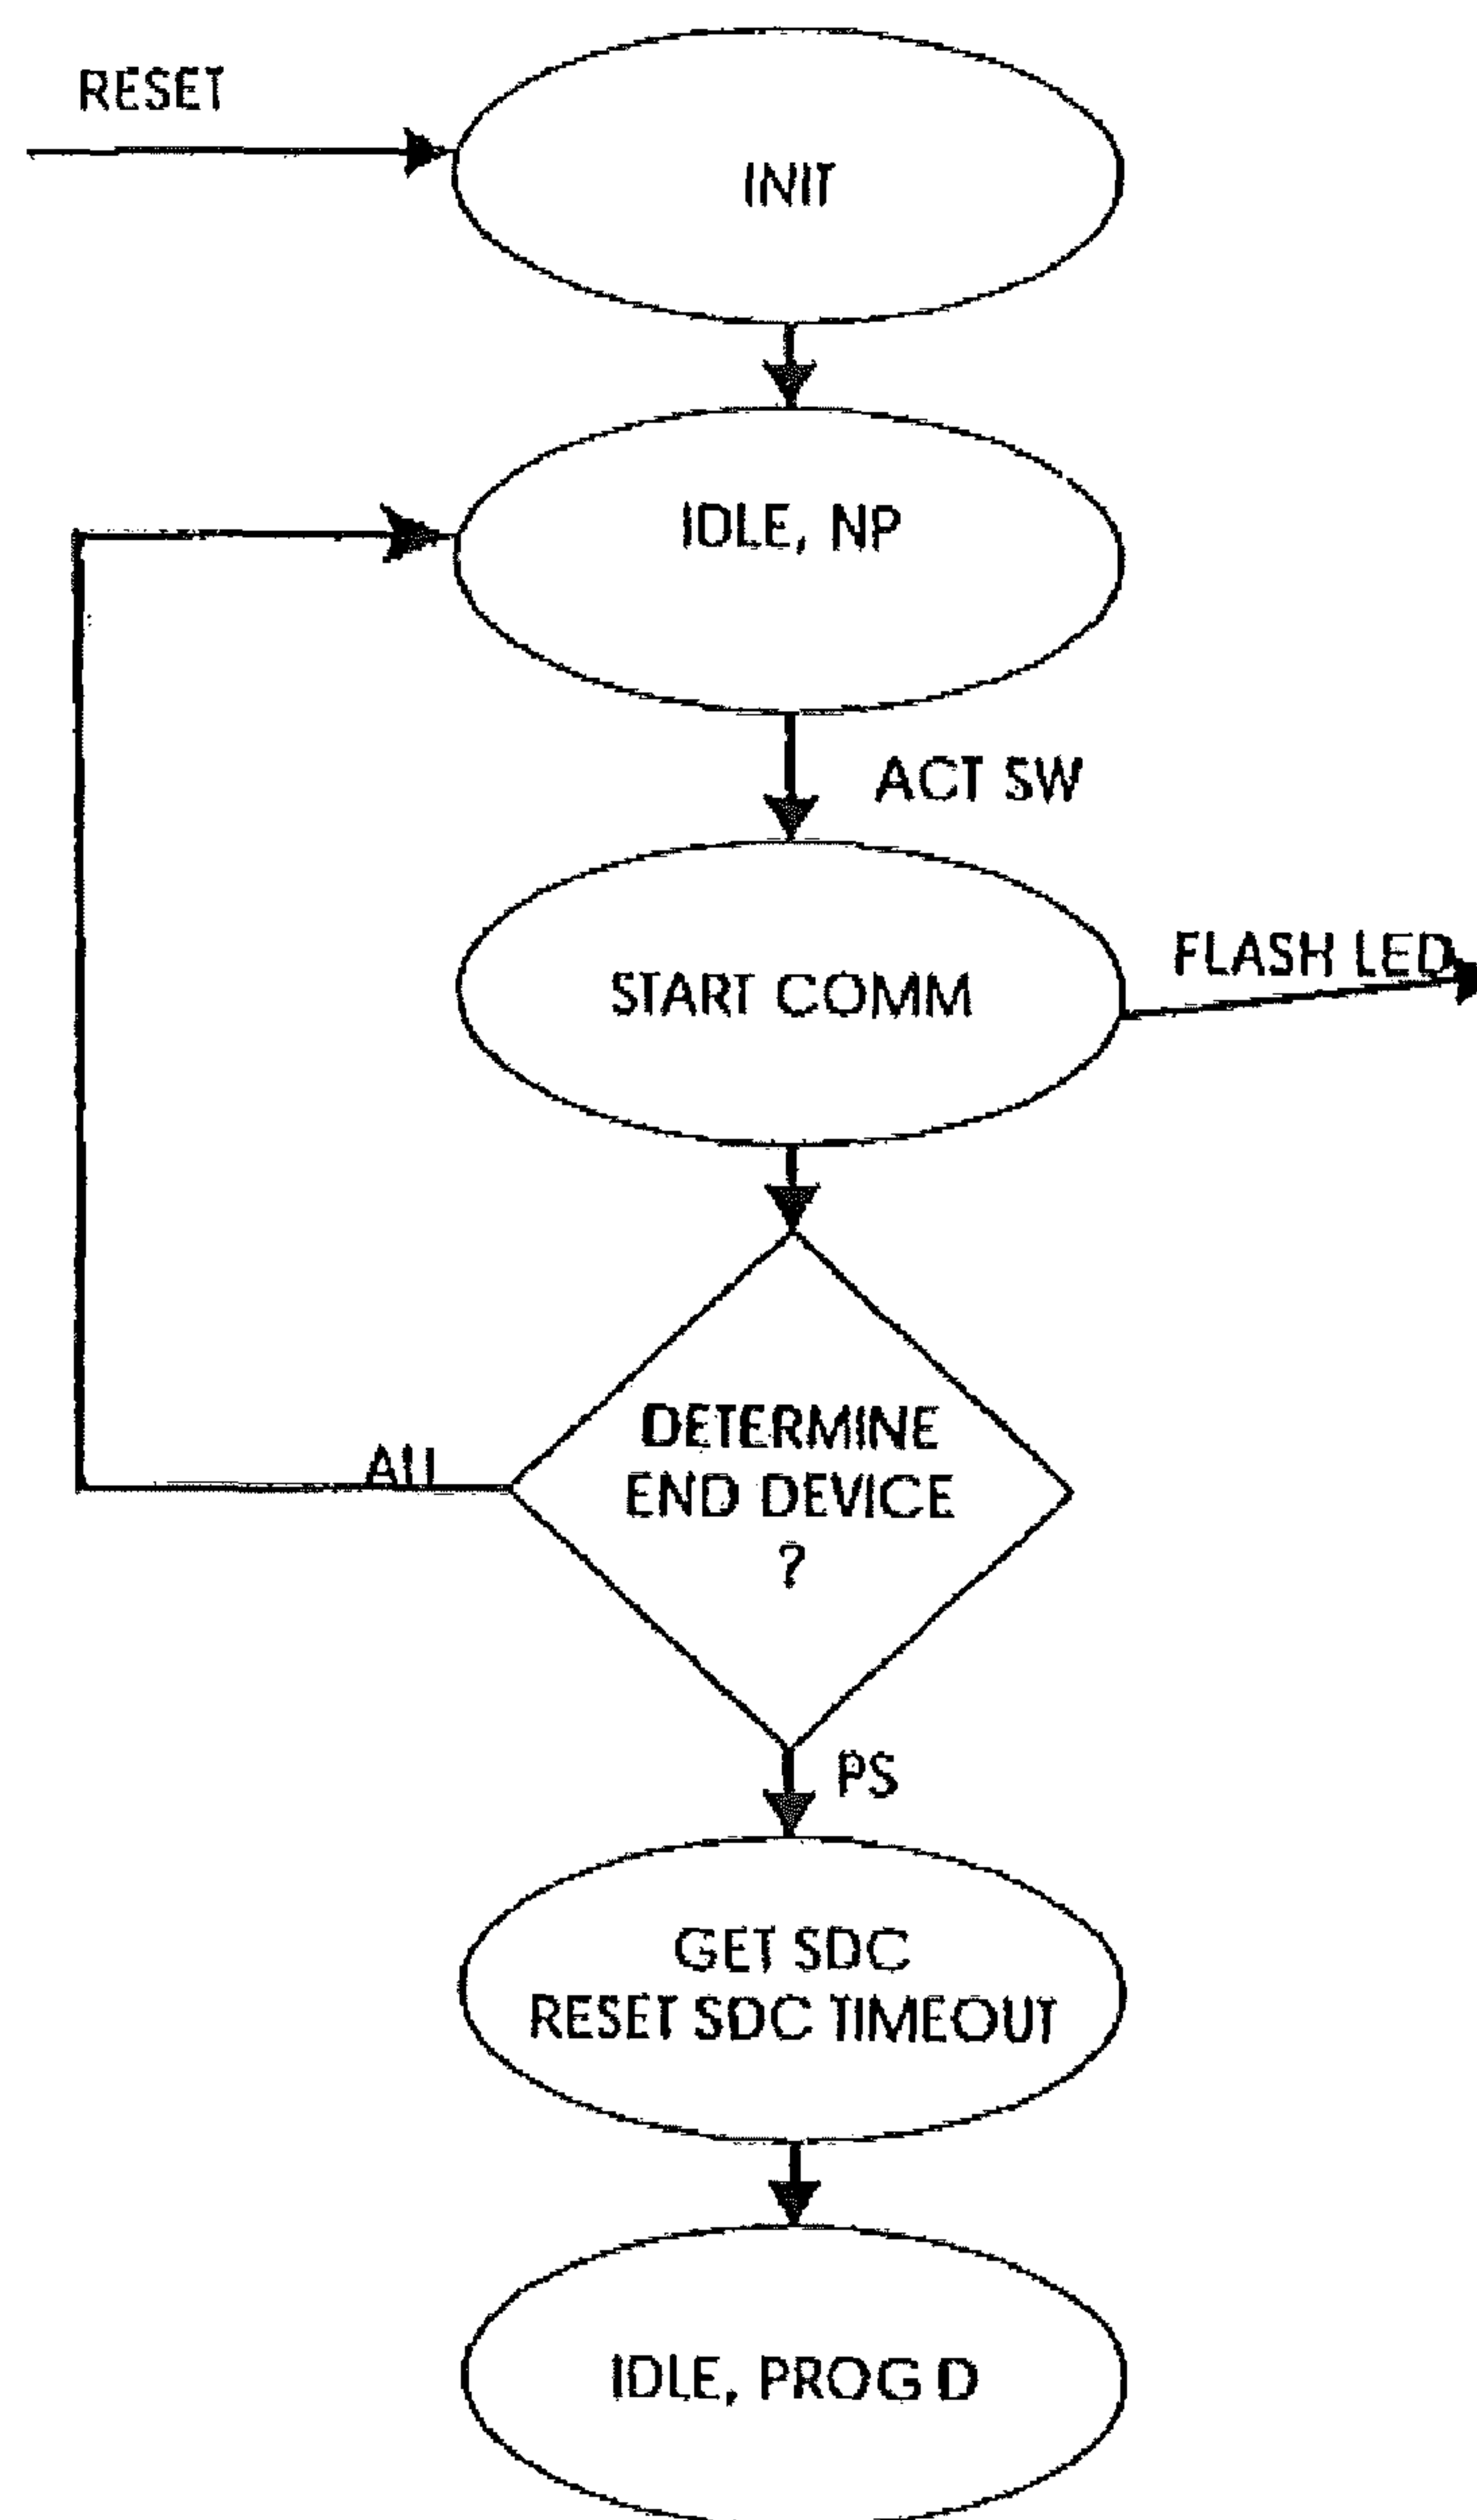 RESET
INIT
IDLE, NP
ACT SW
START COMM
FLASH LED
DETERMINE
END DEVICE
?
AU
PS
GET SDC
RESET SDC TIMEOUT
IDLE, PROG D